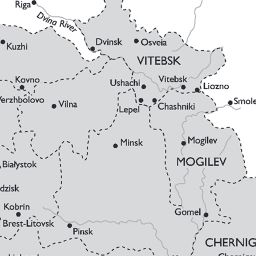 Riga
Dvina River
Kuzhi
Dvinsk
Osveia
VITEBSK
Kovno
Ushachi
Vitebsk
Liozno
Verzhbolovo
Vilna
Lepel
Chashniki
Smole
Minsk
Mogilev
MOGILEV
Białystok
dzisk
Kobrin
Brest-Litovsk
Pinsk
Gomel
CHERNIG